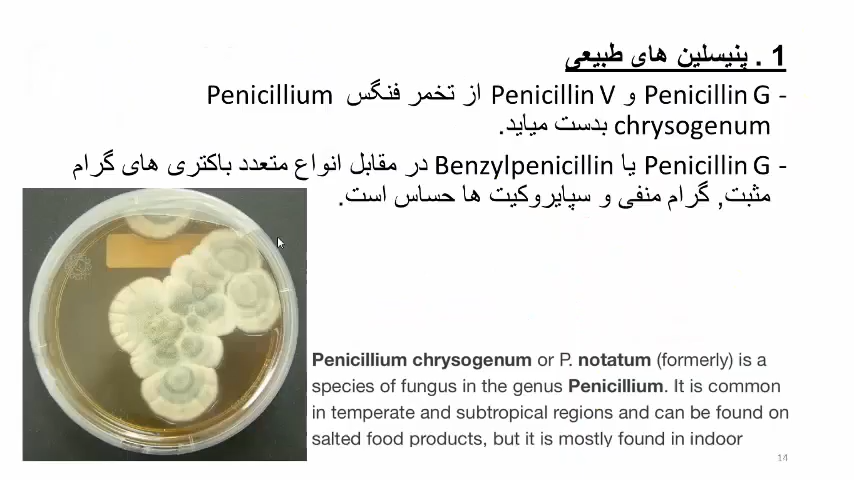 1 . پنیسلین های طبیعی
- Penicillin G و Penicillin V از تخمر فنگس Penicillium
chrysogenum بدست میاید.
- Penicillin G یا Benzylpenicillin در مقابل انواع متعدد باکتری های گرام
مثبت, گرام منفی و سپایروکیت ها حساس است.
Penicillium chrysogenum or P. notatum (formerly) is a
species of fungus in the genus Penicillium. It is common
in temperate and subtropical regions and can be found on
salted food products, but it is mostly found in indoor
14